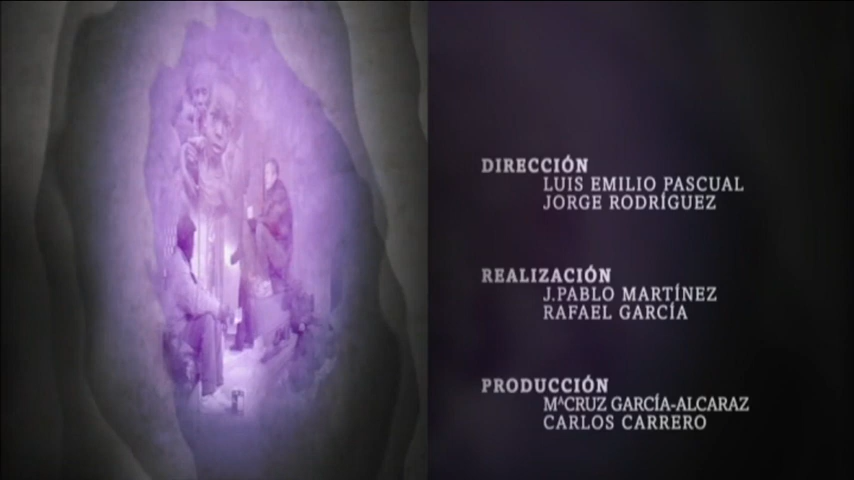 DIRECCIÓN
LUIS EMILIO PASCUAL
JORGE RODRÍGUEZ
REALIZACIÓN
J.PABLO MARTÍNEZ
RAFAEL GARCÍA
PRODUCCIÓN
MᴬCRUZ GARCÍA-ALCARAZ
CARLOS CARRERO